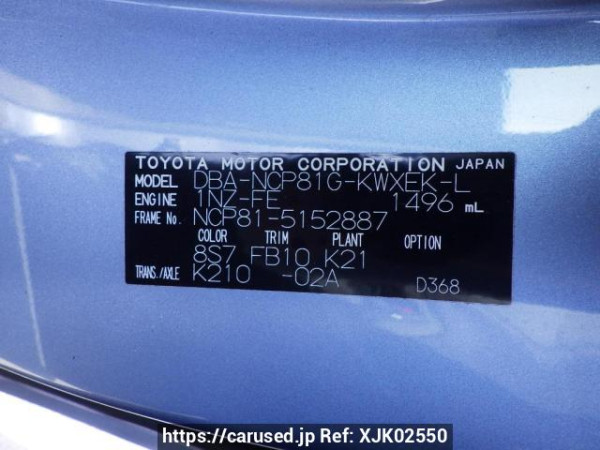 TOYOTA MOTOR CORPORATION JAPAN
MODEL DBA-NCP81G-KWXEK-L
ENGINE 1NZ-FE 1496 mL
FRAME No. NCP81-5152887
COLOR TRIM PLANT OPTION
8S7 FB10 K21
TRANS./AXLE K210 -02A D368
https://carused.jp Ref: XJK02550